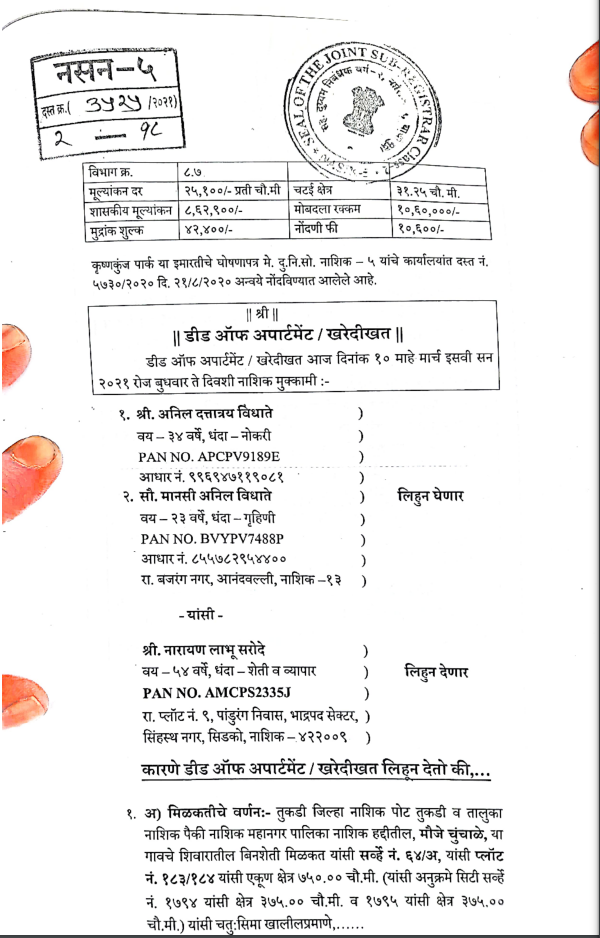 नसन-५
दस्त क्र.( ३५२५ /२०२१)
२ — १८
SEAL OF THE JOINT SUB-REGISTRAR Class
विभाग क्र. ८.७
मूल्यांकन दर २५,१००/- प्रती चौ.मी चटई क्षेत्र ३१.२५ चौ. मी.
शासकीय मूल्यांकन ८,६२,९००/- मोबदला रक्कम १०,६०,०००/-
मुद्रांक शुल्क ४२,४००/- नोंदणी फी १०,६००/-
कृष्णकुंज पार्क या इमारतीचे घोषणापत्र मे. दु.नि.सो. नाशिक – ५ यांचे कार्यालयांत दस्त नं.
५७३०/२०२० दि. २१/८/२०२० अन्वये नोंदविण्यात आलेले आहे.
|| श्री ||
|| डीड ऑफ अपार्टमेंट / खरेदीखत ||
डीड ऑफ अपार्टमेंट / खरेदीखत आज दिनांक १० माहे मार्च इसवी सन
२०२१ रोज बुधवार ते दिवशी नाशिक मुक्कामी :-
१. श्री. अनिल दत्तात्रय विधाते )
वय – ३४ वर्षे, धंदा – नोकरी )
PAN NO. APCPV9189E )
आधार नं. ९९६९४७११९०८१ )
२. सौ. मानसी अनिल विधाते ) लिहुन घेणार
वय – २३ वर्षे, धंदा – गृहिणी )
PAN NO. BVYPV7488P )
आधार नं. ८५५७८२९५४४०० )
रा. बजरंग नगर, आनंदवल्ली, नाशिक –१३ )
- यांसी -
श्री. नारायण लाभू सरोदे )
वय – ५४ वर्षे, धंदा – शेती व व्यापार ) लिहुन देणार
PAN NO. AMCPS2335J )
रा. प्लॉट नं. ९, पांडुरंग निवास, भाद्रपद सेक्टर, )
सिंहस्थ नगर, सिडको, नाशिक – ४२२००९ )
कारणे डीड ऑफ अपार्टमेंट / खरेदीखत लिहून देतो की,...
१. अ) मिळकतीचे वर्णन:- तुकडी जिल्हा नाशिक पोट तुकडी व तालुका
नाशिक पैकी नाशिक महानगर पालिका नाशिक हद्दीतील, मौजे चुंचाळे, या
गावचे शिवारातील बिनशेती मिळकत यांसी सर्व्हे नं. ६४/अ, यांसी प्लॉट
नं. १८३/१८४ यांसी एकूण क्षेत्र ७५०.०० चौ.मी. (यांसी अनुक्रमे सिटी सर्व्हे
नं. १७९४ यांसी क्षेत्र ३७५.०० चौ.मी. व १७९५ यांसी क्षेत्र ३७५.००
चौ.मी.) यांसी चतु:सिमा खालीलप्रमाणे,......